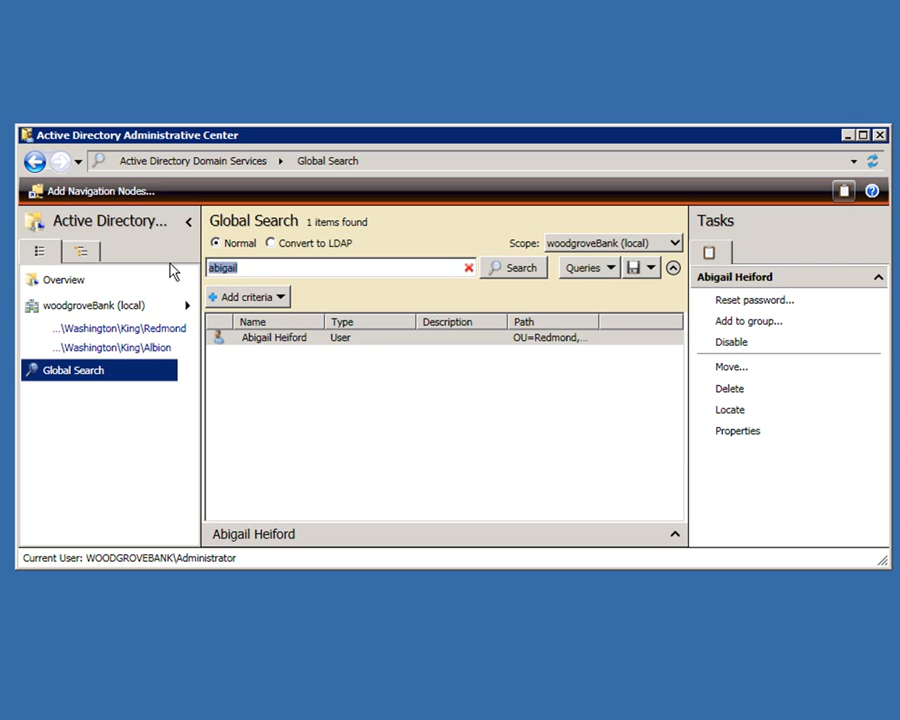 Active Directory Administrative Center
Active Directory Domain Services
Global Search
Add Navigation Nodes...
Active Directory...
Overview
woodgroveBank (local)
...\Washington\King\Redmond
...\Washington\King\Albion
Global Search
Global Search 1 items found
Normal Convert to LDAP
Scope: woodgroveBank (local)
abigail
Search
Queries
Add criteria
Name Type Description Path
Abigail Heiford User OU=Redmond,...
Abigail Heiford
Tasks
Abigail Heiford
Reset password...
Add to group...
Disable
Move...
Delete
Locate
Properties
Current User: WOODGROVEBANK\Administrator